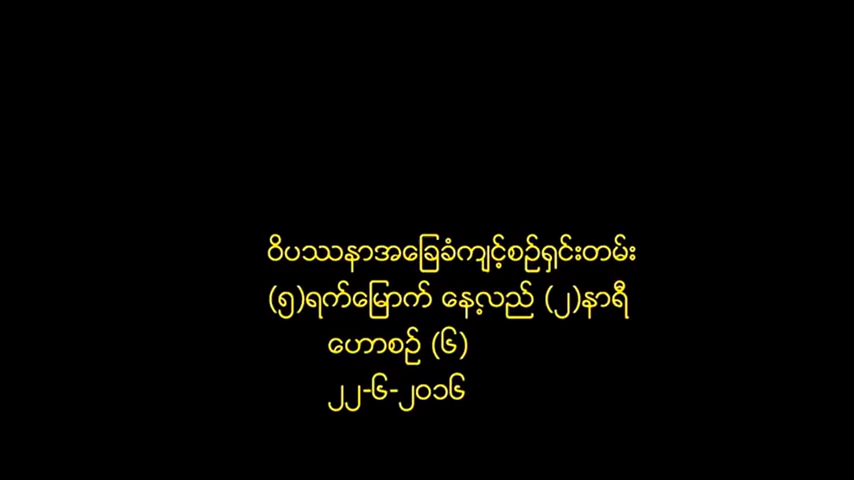 ဝိပဿနာအခြေခံကျင့်စဉ်ရှင်းတမ်း
(၅)ရက်မြောက် နေ့လည် (၂)နာရီ
ဟောစဉ် (၆)
၂၂-၆-၂၀၁၆